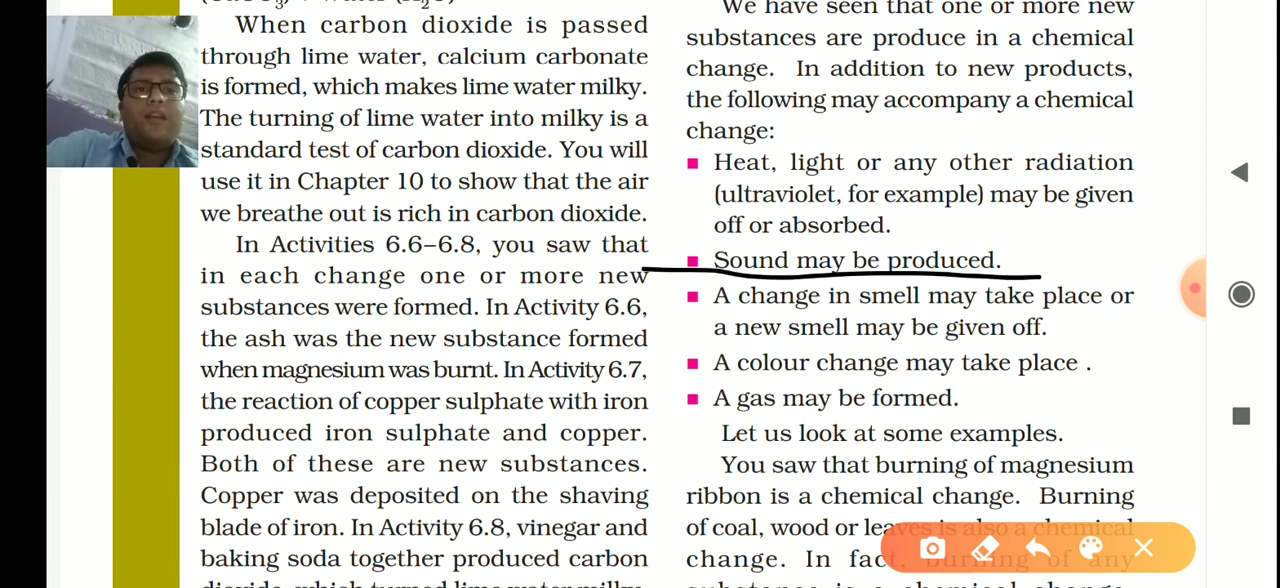 When carbon dioxide is passed
through lime water, calcium carbonate
is formed, which makes lime water milky.
The turning of lime water into milky is a
standard test of carbon dioxide. You will
use it in Chapter 10 to show that the air
we breathe out is rich in carbon dioxide.
In Activities 6.6–6.8, you saw that
in each change one or more new
substances were formed. In Activity 6.6,
the ash was the new substance formed
when magnesium was burnt. In Activity 6.7,
the reaction of copper sulphate with iron
produced iron sulphate and copper.
Both of these are new substances.
Copper was deposited on the shaving
blade of iron. In Activity 6.8, vinegar and
baking soda together produced carbon
We have seen that one or more new
substances are produce in a chemical
change. In addition to new products,
the following may accompany a chemical
change:
Heat, light or any other radiation
(ultraviolet, for example) may be given
off or absorbed.
Sound may be produced.
A change in smell may take place or
a new smell may be given off.
A colour change may take place .
A gas may be formed.
Let us look at some examples.
You saw that burning of magnesium
ribbon is a chemical change. Burning
of coal, wood or leaves is also a chemical
change. In fact, burning of any